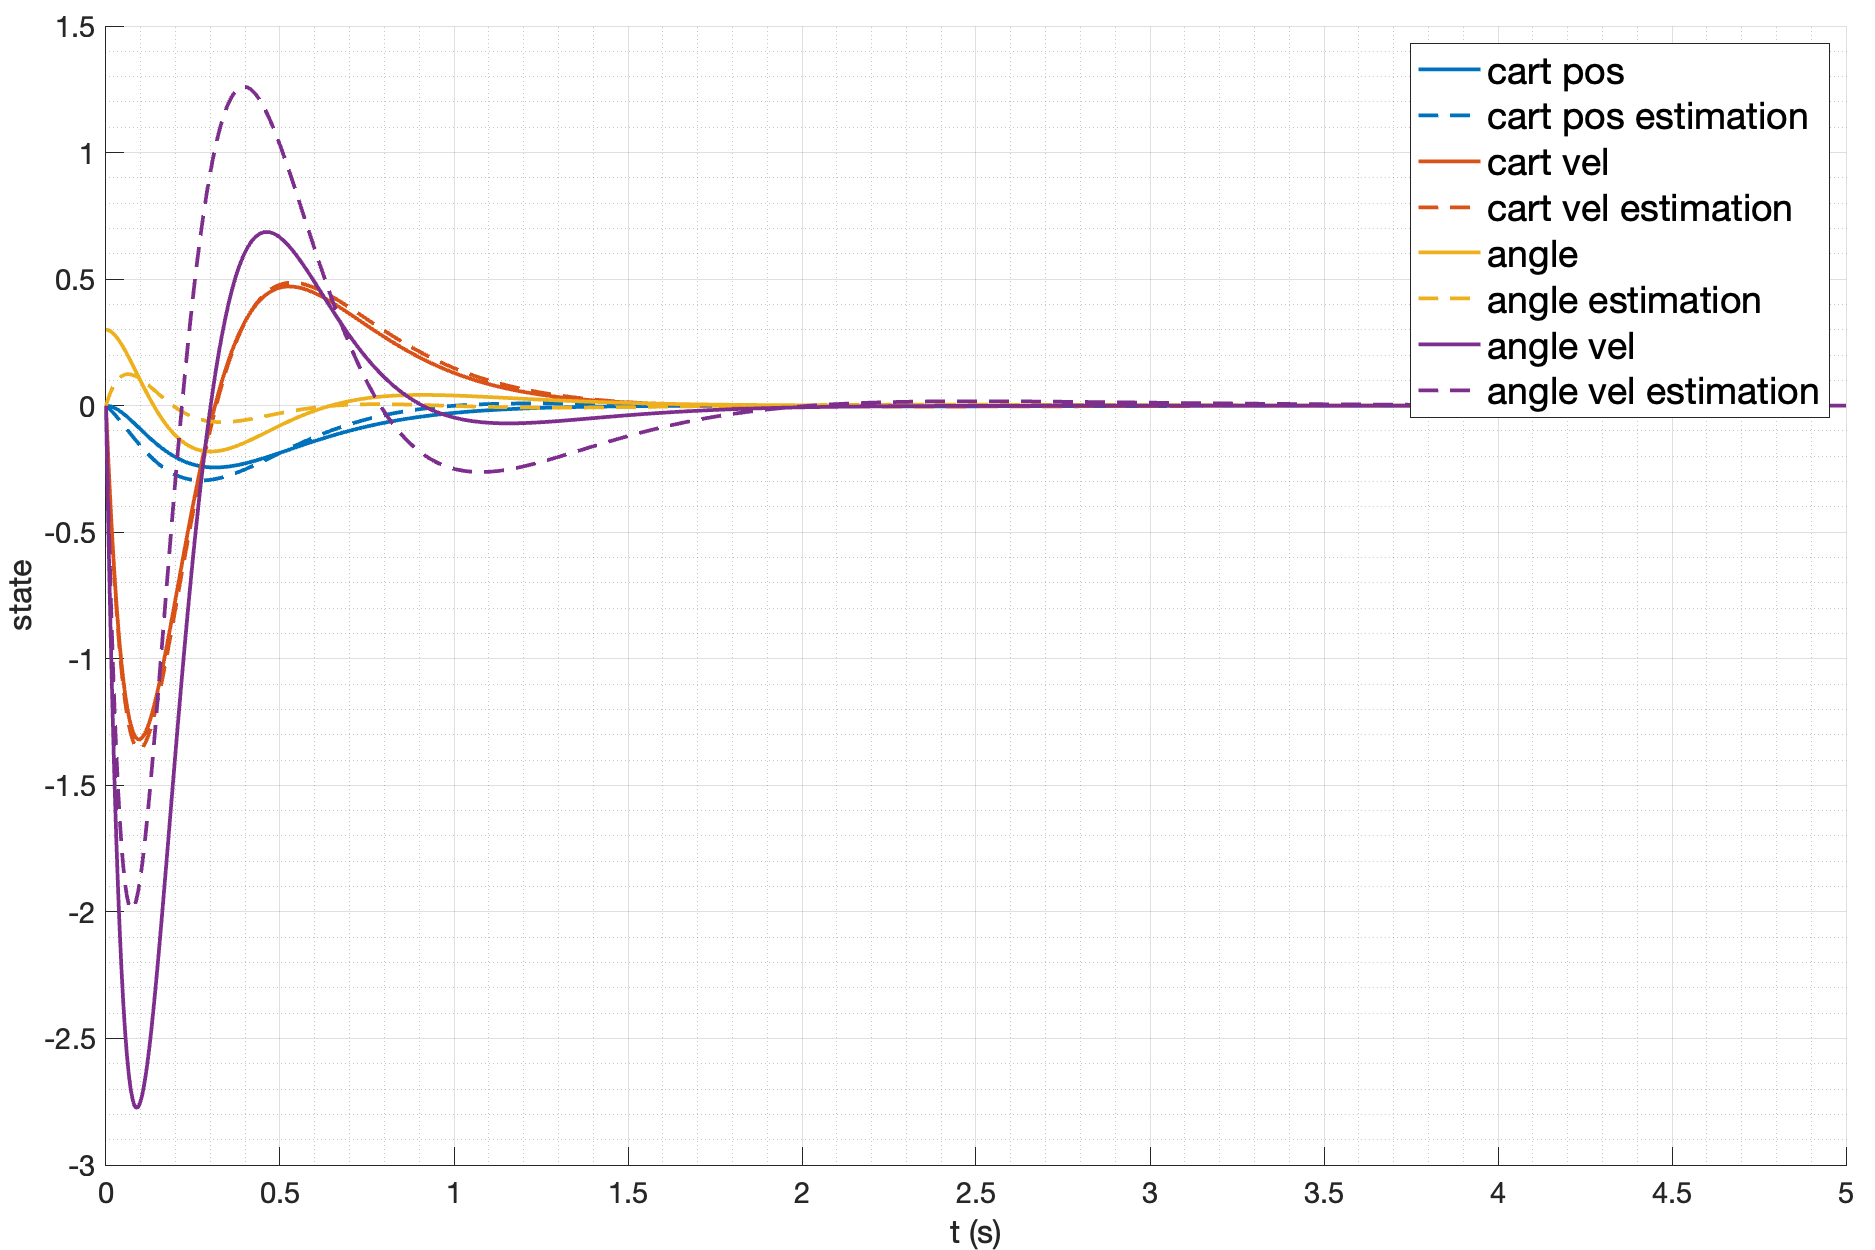 1.5
1
0.5
0
-0.5
-1
-1.5
-2
-2.5
-3
state
cart pos
cart pos estimation
cart vel
cart vel estimation
angle
angle estimation
angle vel
angle vel estimation
0 0.5 1 1.5 2 2.5 3 3.5 4 4.5 5
t (s)